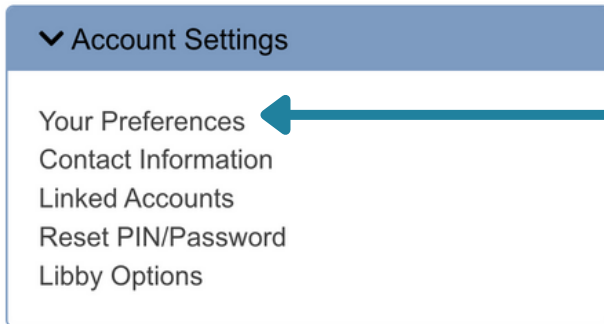 Account Settings
Your Preferences
Contact Information
Linked Accounts
Reset PIN/Password
Libby Options